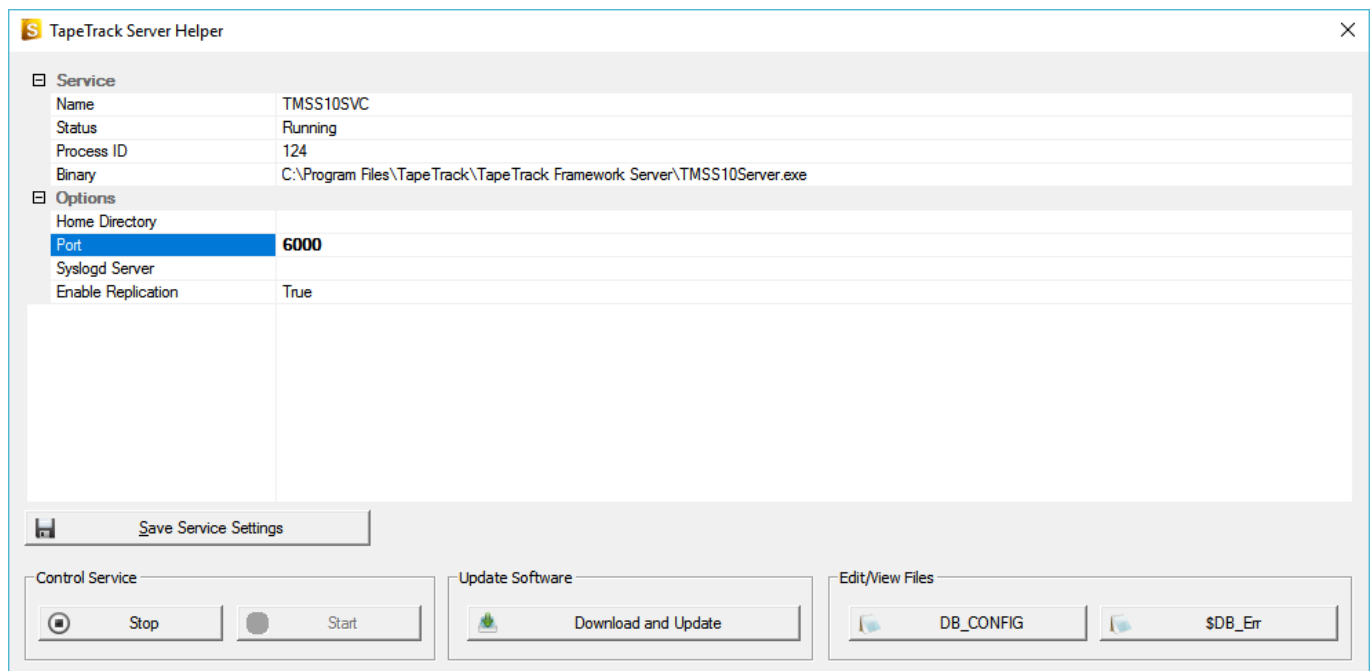 S TapeTrack Server Helper
Service
Name TMSS10SVC
Status Running
Process ID 124
Binary C:\Program Files\TapeTrack\TapeTrack Framework Server\TMSS10Server.exe
Options
Home Directory
Port 6000
Syslogd Server
Enable Replication True
Save Service Settings
Control Service Update Software Edit/View Files
Stop Start Download and Update DB_CONFIG $DB_Err